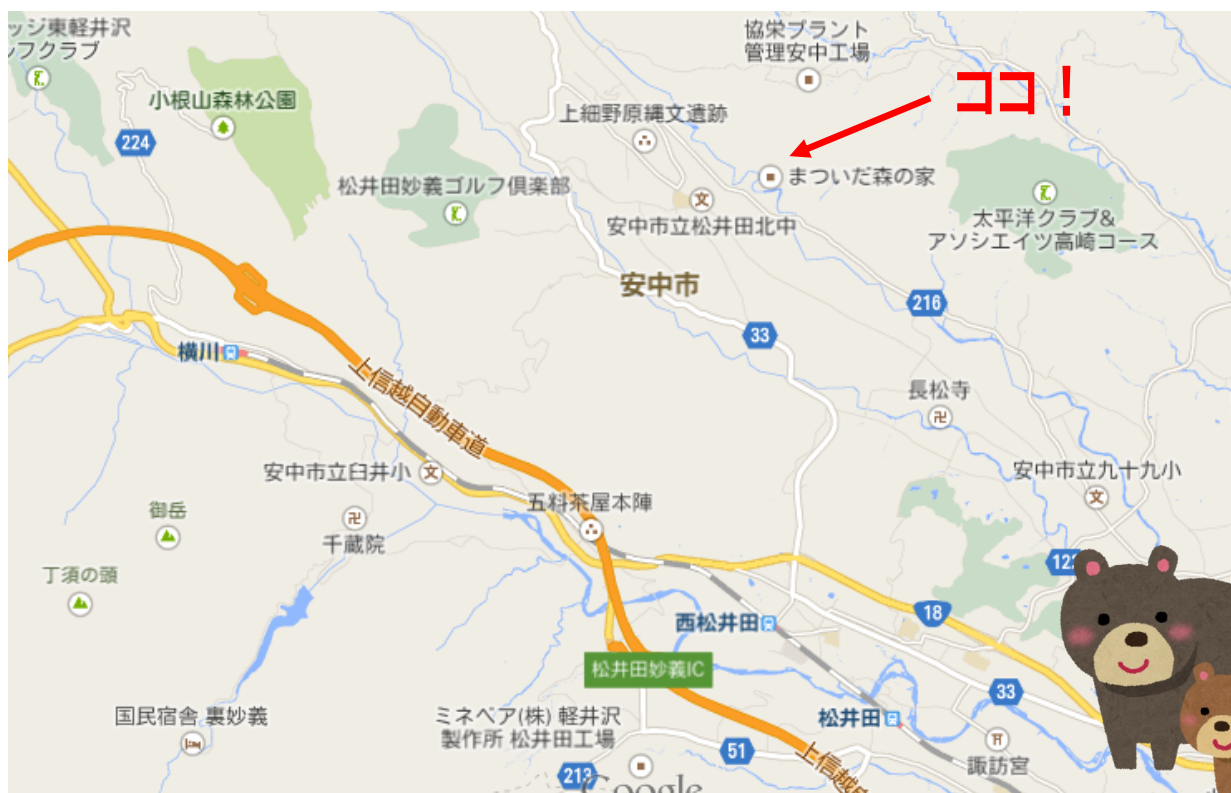 ッジ東軽井沢
ノフクラブ
協栄プラント
管理安中工場
ココ！
小根山森林公園
上細野原縄文遺跡
224
まついだ森の家
松井田妙義ゴルフ倶楽部
安中市立松井田北中
太平洋クラブ&
アソシエイツ高崎コース
安中市
216
33
横川
上信越自動車道
長松寺
安中市立臼井小
安中市立九十九小
五料茶屋本陣
御岳
千蔵院
丁須の頭
122
18
西松井田
松井田妙義IC
33
国民宿舎 裏妙義
ミネベア(株) 軽井沢
製作所 松井田工場
松井田
51
諏訪宮
上信越自
213
Google